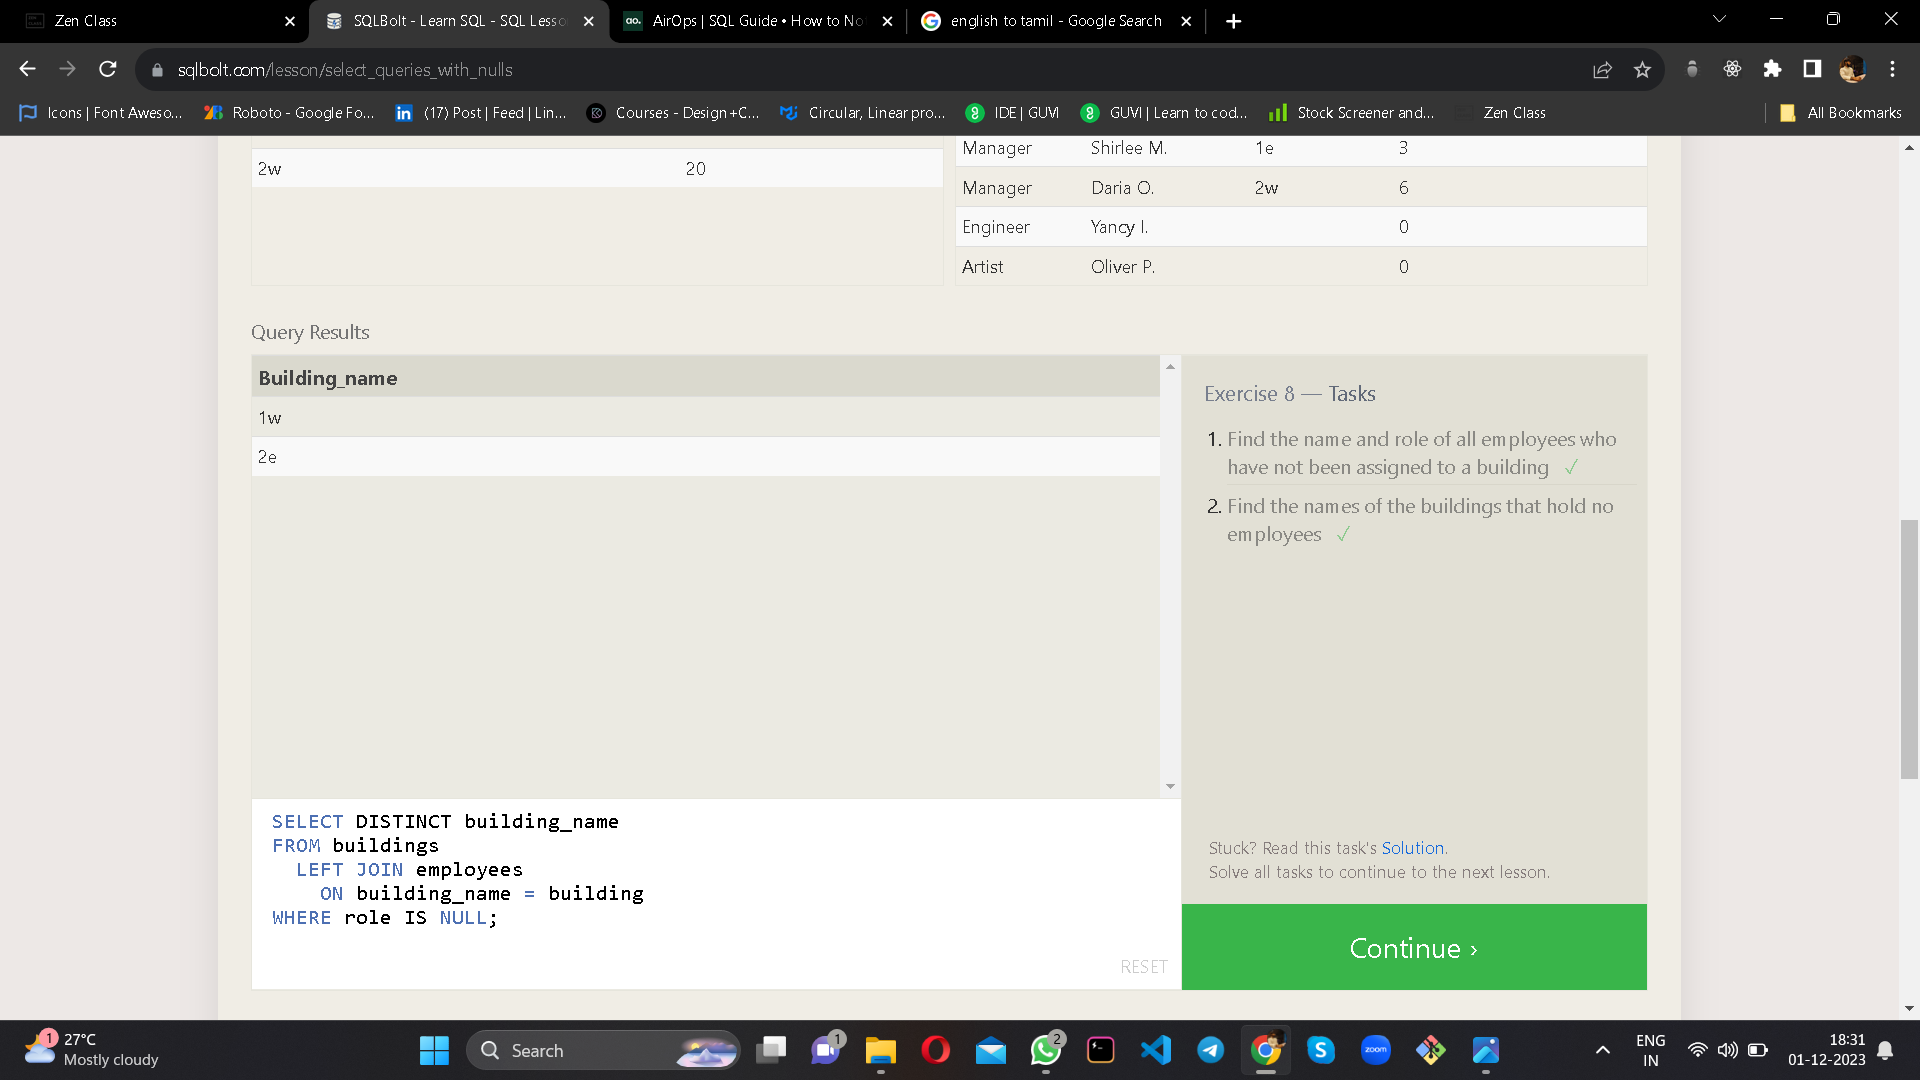 Zen Class
SQLBolt - Learn SQL - SQL Lesso
AirOps | SQL Guide • How to No
english to tamil - Google Search
sqlbolt.com/lesson/select_queries_with_nulls
Icons | Font Aweso...
Roboto - Google Fo...
(17) Post | Feed | Lin...
Courses - Design+C...
Circular, Linear pro...
IDE | GUVI
GUVI | Learn to cod...
Stock Screener and...
Zen Class
All Bookmarks
2w 20
Manager Shirlee M. 1e 3
Manager Daria O. 2w 6
Engineer Yancy I. 0
Artist Oliver P. 0
Query Results
Building_name
1w
2e
Exercise 8 — Tasks
1. Find the name and role of all employees who
have not been assigned to a building ✓
2. Find the names of the buildings that hold no
employees ✓
SELECT DISTINCT building_name
FROM buildings
LEFT JOIN employees
ON building_name = building
WHERE role IS NULL;
RESET
Stuck? Read this task's Solution.
Solve all tasks to continue to the next lesson.
Continue ›
1
27°C
Mostly cloudy
Search
1
2
zoom
ENG
IN
18:31
01-12-2023